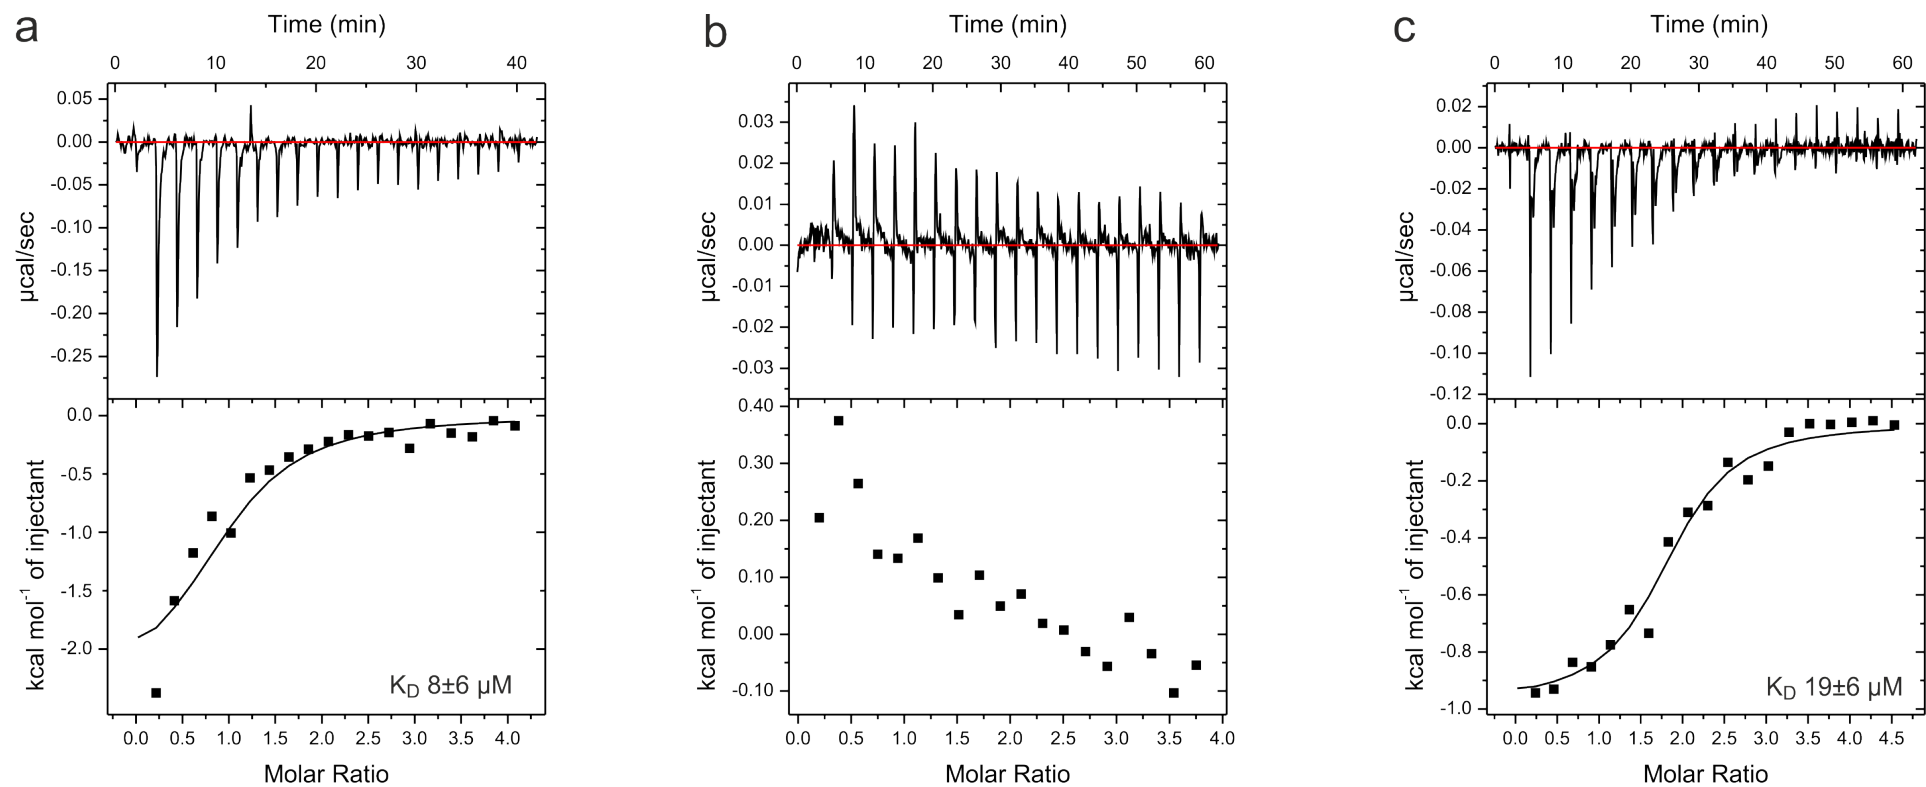 a
Time (min)
0 10 20 30 40
0.05
0.00
-0.05
-0.10
-0.15
-0.20
-0.25
µcal/sec
0.0
-0.5
-1.0
-1.5
-2.0
kcal mol⁻¹ of injectant
K_D 8±6 µM
0.0 0.5 1.0 1.5 2.0 2.5 3.0 3.5 4.0
Molar Ratio
b
Time (min)
0 10 20 30 40 50 60
0.03
0.02
0.01
0.00
-0.01
-0.02
-0.03
µcal/sec
0.40
0.30
0.20
0.10
0.00
-0.10
kcal mol⁻¹ of injectant
0.0 0.5 1.0 1.5 2.0 2.5 3.0 3.5 4.0
Molar Ratio
c
Time (min)
0 10 20 30 40 50 60
0.02
0.00
-0.02
-0.04
-0.06
-0.08
-0.10
-0.12
µcal/sec
0.0
-0.2
-0.4
-0.6
-0.8
-1.0
kcal mol⁻¹ of injectant
K_D 19±6 µM
0.0 0.5 1.0 1.5 2.0 2.5 3.0 3.5 4.0 4.5
Molar Ratio